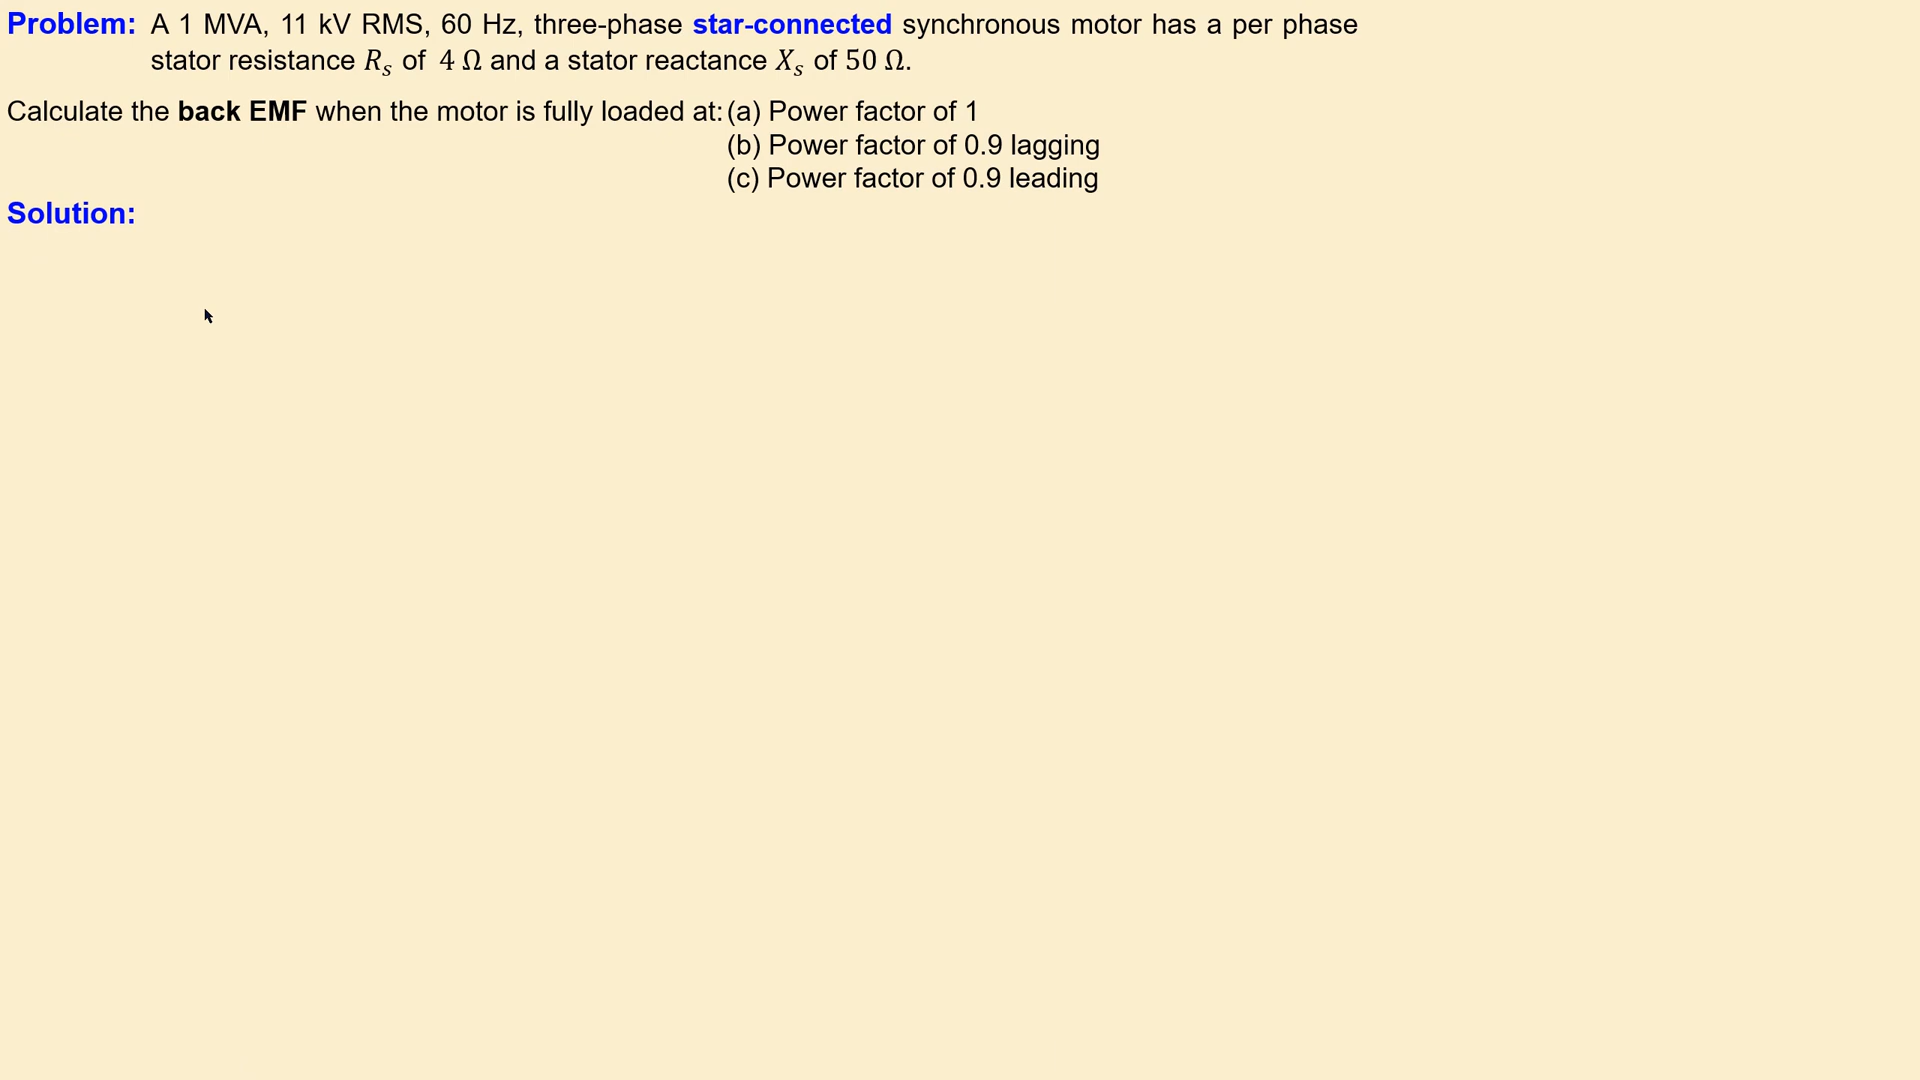 Problem: A 1 MVA, 11 kV RMS, 60 Hz, three-phase star-connected synchronous motor has a per phase
stator resistance Rₛ of 4 Ω and a stator reactance Xₛ of 50 Ω.
Calculate the back EMF when the motor is fully loaded at: (a) Power factor of 1
(b) Power factor of 0.9 lagging
(c) Power factor of 0.9 leading
Solution: